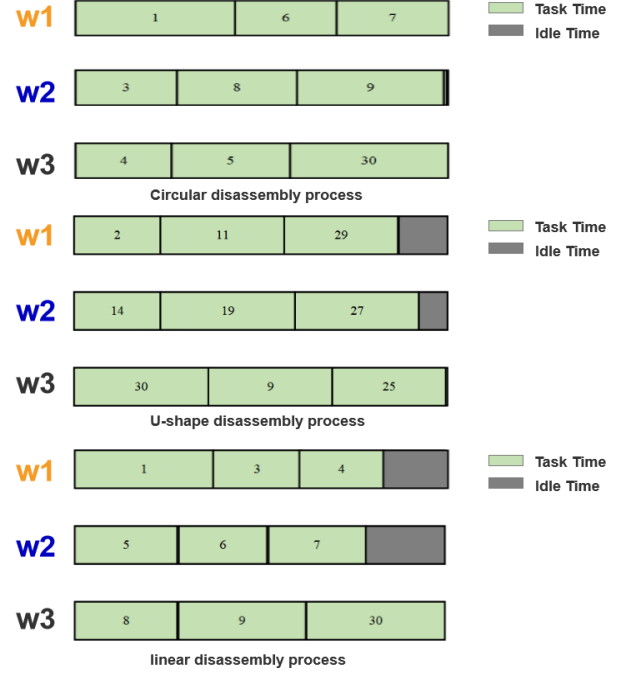 w1 1 6 7 Task Time
Idle Time
w2 3 8 9
w3 4 5 30
Circular disassembly process
w1 2 11 29 Task Time
Idle Time
w2 14 19 27
w3 30 9 25
U-shape disassembly process
w1 1 3 4 Task Time
Idle Time
w2 5 6 7
w3 8 9 30
linear disassembly process